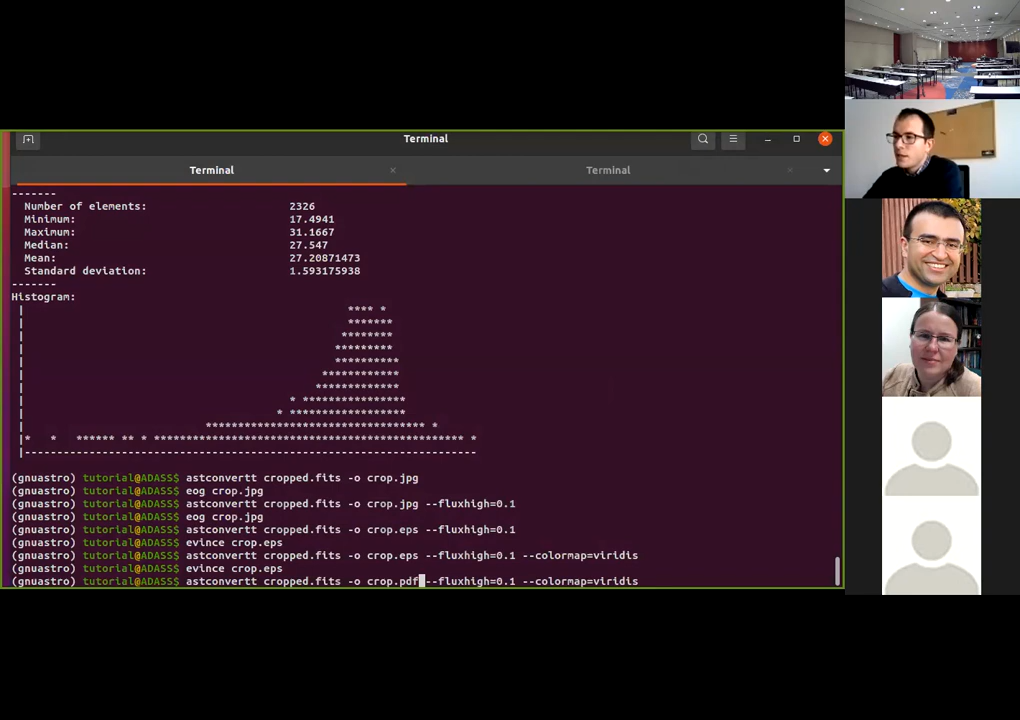 Terminal
Terminal
Terminal
-------
Number of elements: 2326
Minimum: 17.4941
Maximum: 31.1667
Median: 27.547
Mean: 27.20871473
Standard deviation: 1.593175938
-------
Histogram:
|                                                   **** *
|                                                   *******
|                                                  ********
|                                                 *********
|                                                 **********
|                                               ************
|                                              *************
|                                          * ****************
|                                        * ******************
|                            ********************************** *
|*   *   ****** ** * ************************************************ *
|----------------------------------------------------------------------
(gnuastro) tutorial@ADASS$ astconvertt cropped.fits -o crop.jpg
(gnuastro) tutorial@ADASS$ eog crop.jpg
(gnuastro) tutorial@ADASS$ astconvertt cropped.fits -o crop.jpg --fluxhigh=0.1
(gnuastro) tutorial@ADASS$ eog crop.jpg
(gnuastro) tutorial@ADASS$ astconvertt cropped.fits -o crop.eps --fluxhigh=0.1
(gnuastro) tutorial@ADASS$ evince crop.eps
(gnuastro) tutorial@ADASS$ astconvertt cropped.fits -o crop.eps --fluxhigh=0.1 --colormap=viridis
(gnuastro) tutorial@ADASS$ evince crop.eps
(gnuastro) tutorial@ADASS$ astconvertt cropped.fits -o crop.pdf --fluxhigh=0.1 --colormap=viridis